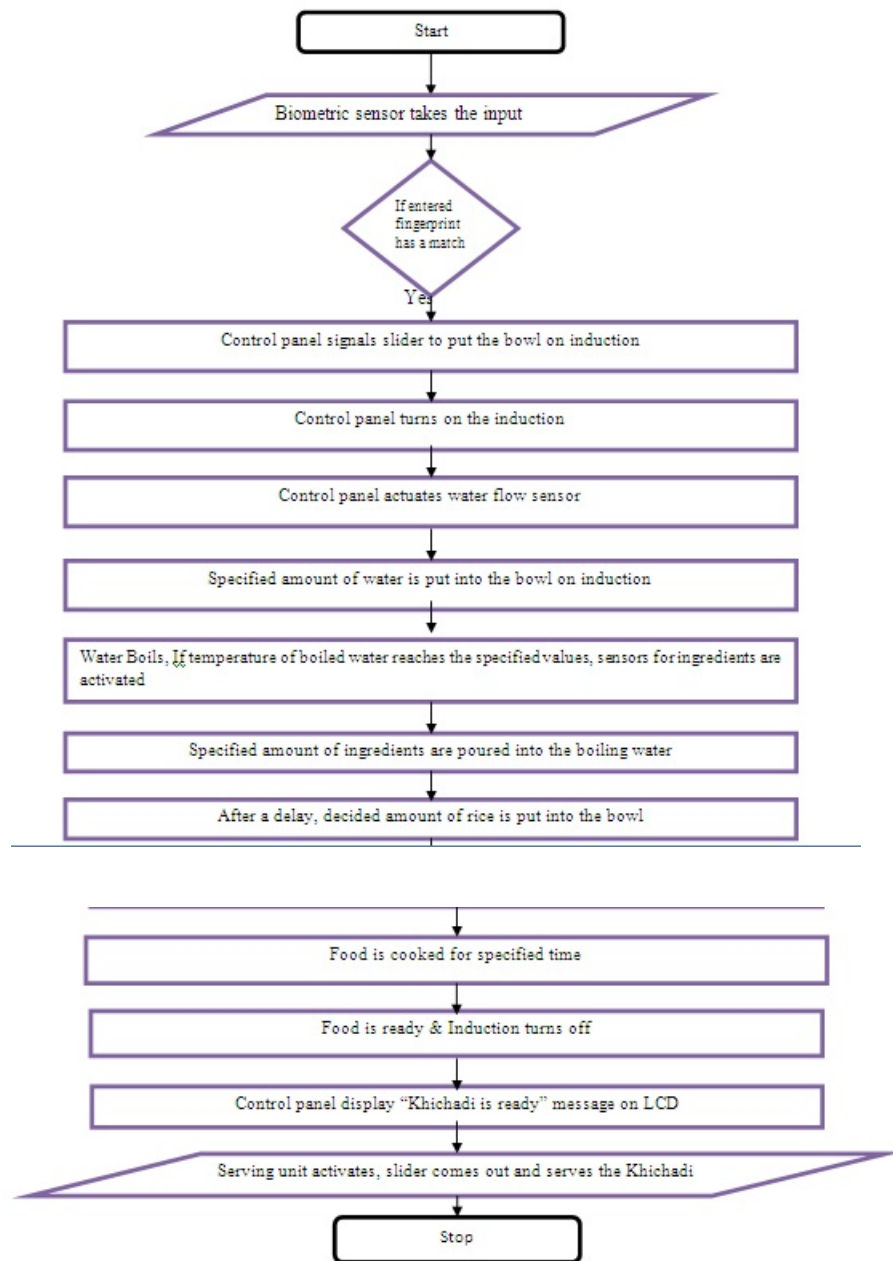 Start
Biometric sensor takes the input
If entered
fingerprint
has a match
Yes
Control panel signals slider to put the bowl on induction
Control panel turns on the induction
Control panel actuates water flow sensor
Specified amount of water is put into the bowl on induction
Water Boils, If temperature of boiled water reaches the specified values, sensors for ingredients are
activated
Specified amount of ingredients are poured into the boiling water
After a delay, decided amount of rice is put into the bowl
Food is cooked for specified time
Food is ready & Induction turns off
Control panel display “Khichadi is ready” message on LCD
Serving unit activates, slider comes out and serves the Khichadi
Stop